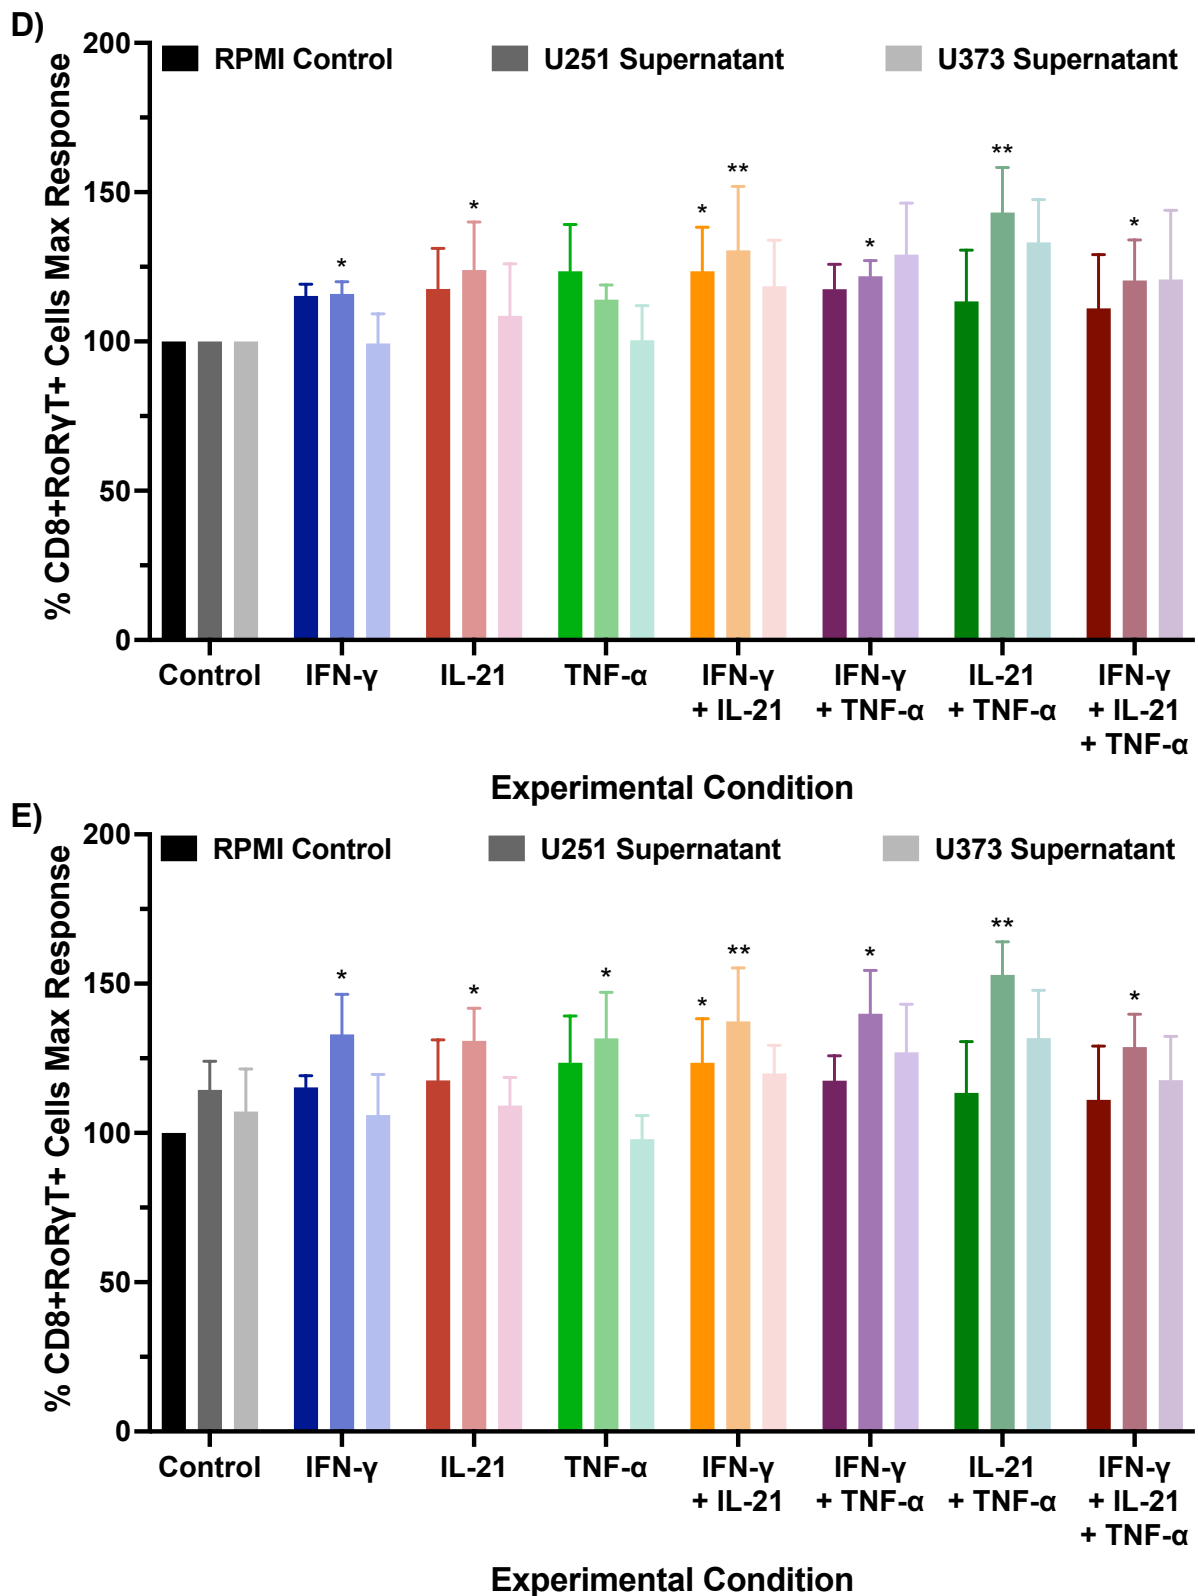 D)
% CD8+RoRγT+ Cells Max Response
200
150
100
50
0
RPMI Control
U251 Supernatant
U373 Supernatant
*
*
*
**
*
**
*
Control
IFN-γ
IL-21
TNF-α
IFN-γ
+ IL-21
IFN-γ
+ TNF-α
IL-21
+ TNF-α
IFN-γ
+ IL-21
+ TNF-α
Experimental Condition
E)
% CD8+RoRγT+ Cells Max Response
200
150
100
50
0
RPMI Control
U251 Supernatant
U373 Supernatant
*
*
*
*
**
*
**
*
Control
IFN-γ
IL-21
TNF-α
IFN-γ
+ IL-21
IFN-γ
+ TNF-α
IL-21
+ TNF-α
IFN-γ
+ IL-21
+ TNF-α
Experimental Condition